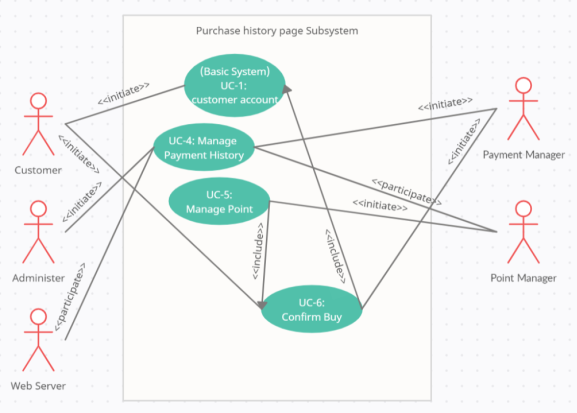 Purchase history page Subsystem
(Basic System)
UC-1:
customer account
<<initiate>>
<<initiate>>
UC-4: Manage
Payment History
<<initiate>>
<<initiate>>
Payment Manager
Customer
<<initiate>>
<<participate>>
UC-5:
Manage Point
<<initiate>>
<<include>>
<<include>>
Administer
Point Manager
<<participate>>
UC-6:
Confirm Buy
Web Server